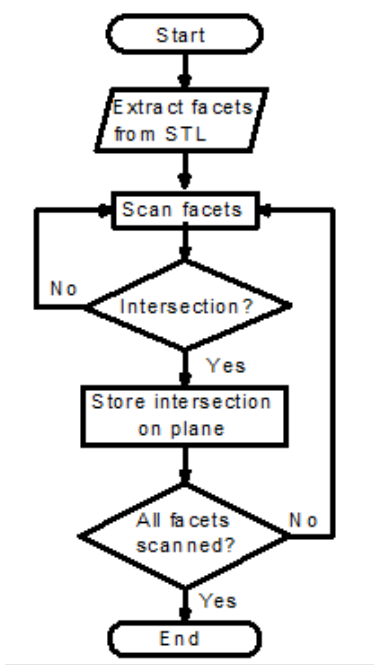 Start
Extract facets
from STL
Scan facets
No
Intersection?
Yes
Store intersection
on plane
All facets
scanned?
No
Yes
End